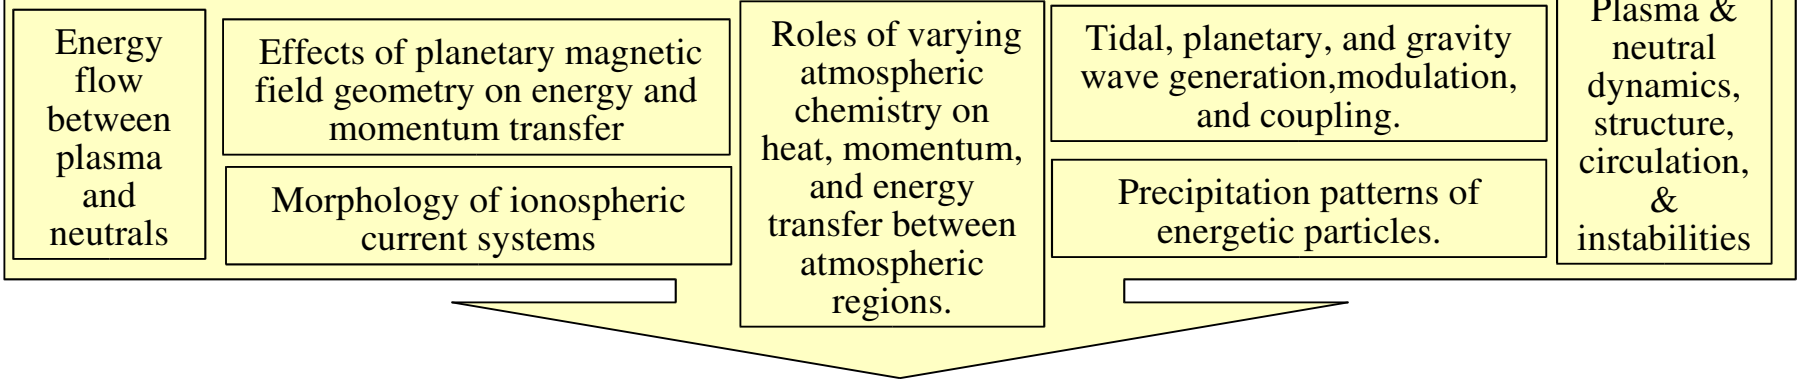 Energy
flow
between
plasma
and
neutrals
Effects of planetary magnetic
field geometry on energy and
momentum transfer
Morphology of ionospheric
current systems
Roles of varying
atmospheric
chemistry on
heat, momentum,
and energy
transfer between
atmospheric
regions.
Tidal, planetary, and gravity
wave generation,modulation,
and coupling.
Precipitation patterns of
energetic particles.
Plasma &
neutral
dynamics,
structure,
circulation,
&
instabilities